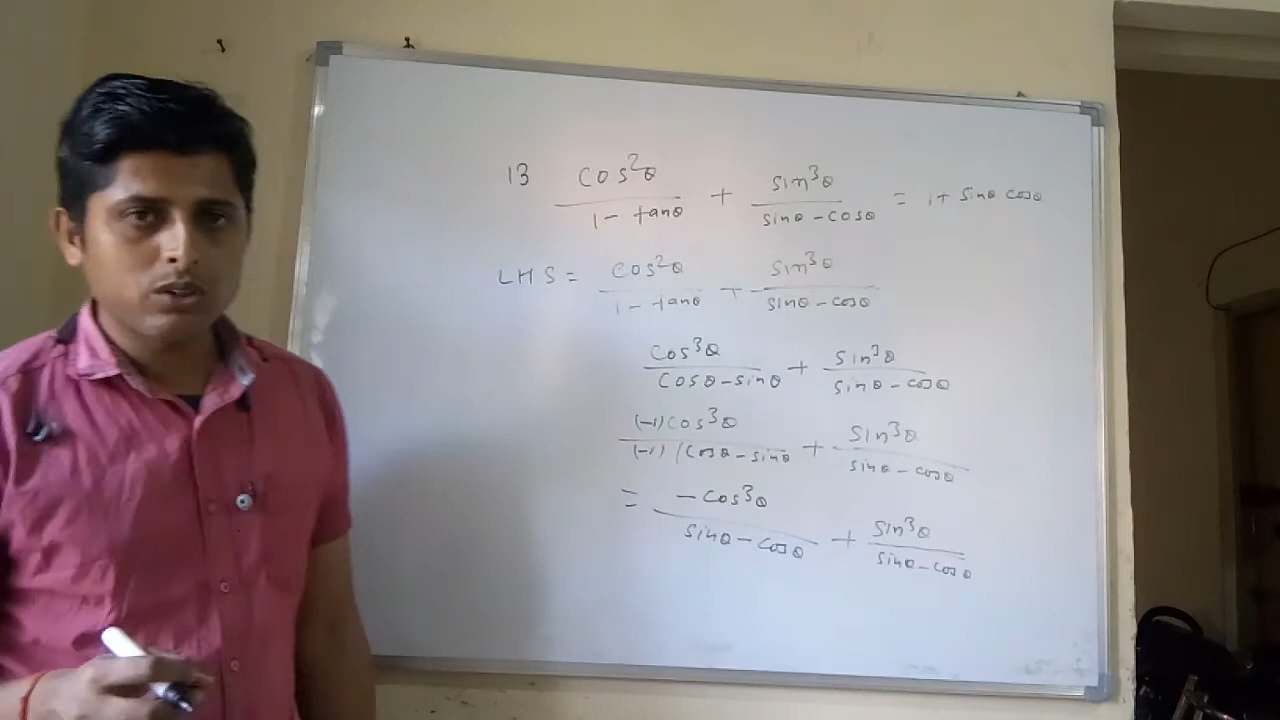 13 cos²θ / 1 - tanθ + sin³θ / sinθ - cosθ = 1 + sinθ cosθ
LHS = cos²θ / 1 - tanθ + sin³θ / sinθ - cosθ
cos³θ / cosθ - sinθ + sin³θ / sinθ - cosθ
(-1) cos³θ / (-1) (cosθ - sinθ + sin³θ / sinθ - cosθ
= - cos³θ / sinθ - cosθ + sin³θ / sinθ - cosθ